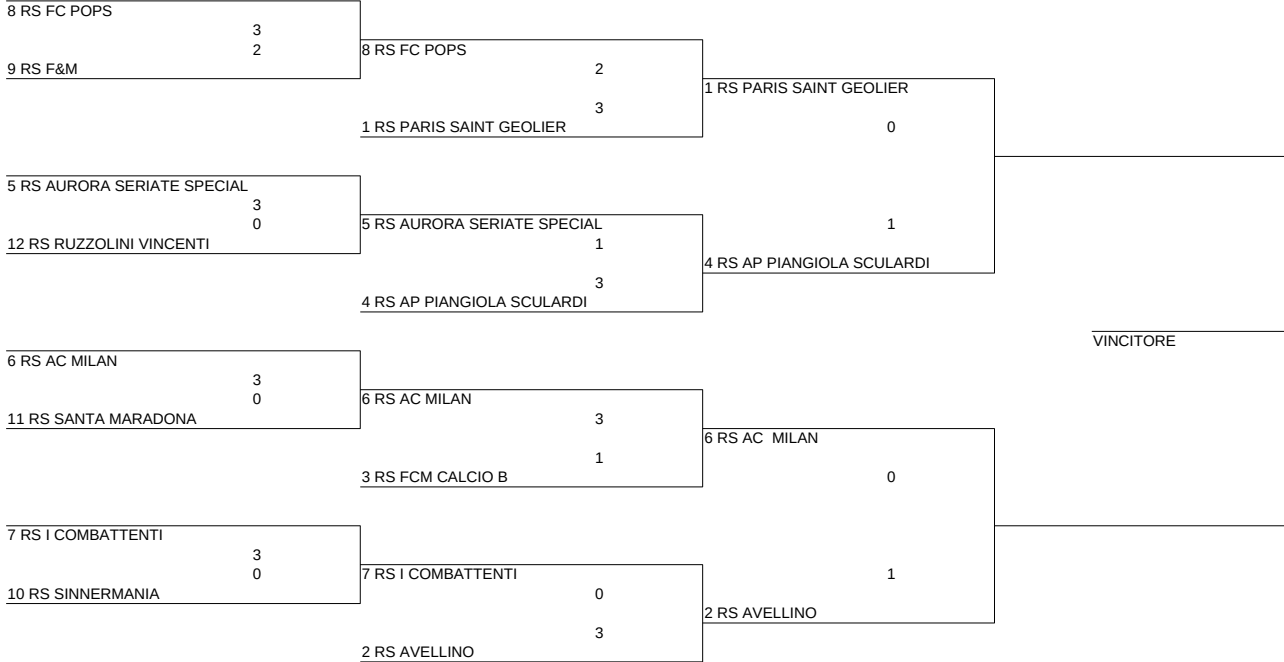 8 RS FC POPS
3
2
9 RS F&M
5 RS AURORA SERIATE SPECIAL
3
0
12 RS RUZZOLINI VINCENTI
6 RS AC MILAN
3
0
11 RS SANTA MARADONA
7 RS I COMBATTENTI
3
0
10 RS SINNERMANIA
8 RS FC POPS
2
3
1 RS PARIS SAINT GEOLIER
5 RS AURORA SERIATE SPECIAL
1
3
4 RS AP PIANGIOLA SCULARDI
6 RS AC MILAN
3
1
3 RS FCM CALCIO B
7 RS I COMBATTENTI
0
3
2 RS AVELLINO
1 RS PARIS SAINT GEOLIER
0
1
4 RS AP PIANGIOLA SCULARDI
6 RS AC  MILAN
0
1
2 RS AVELLINO
VINCITORE